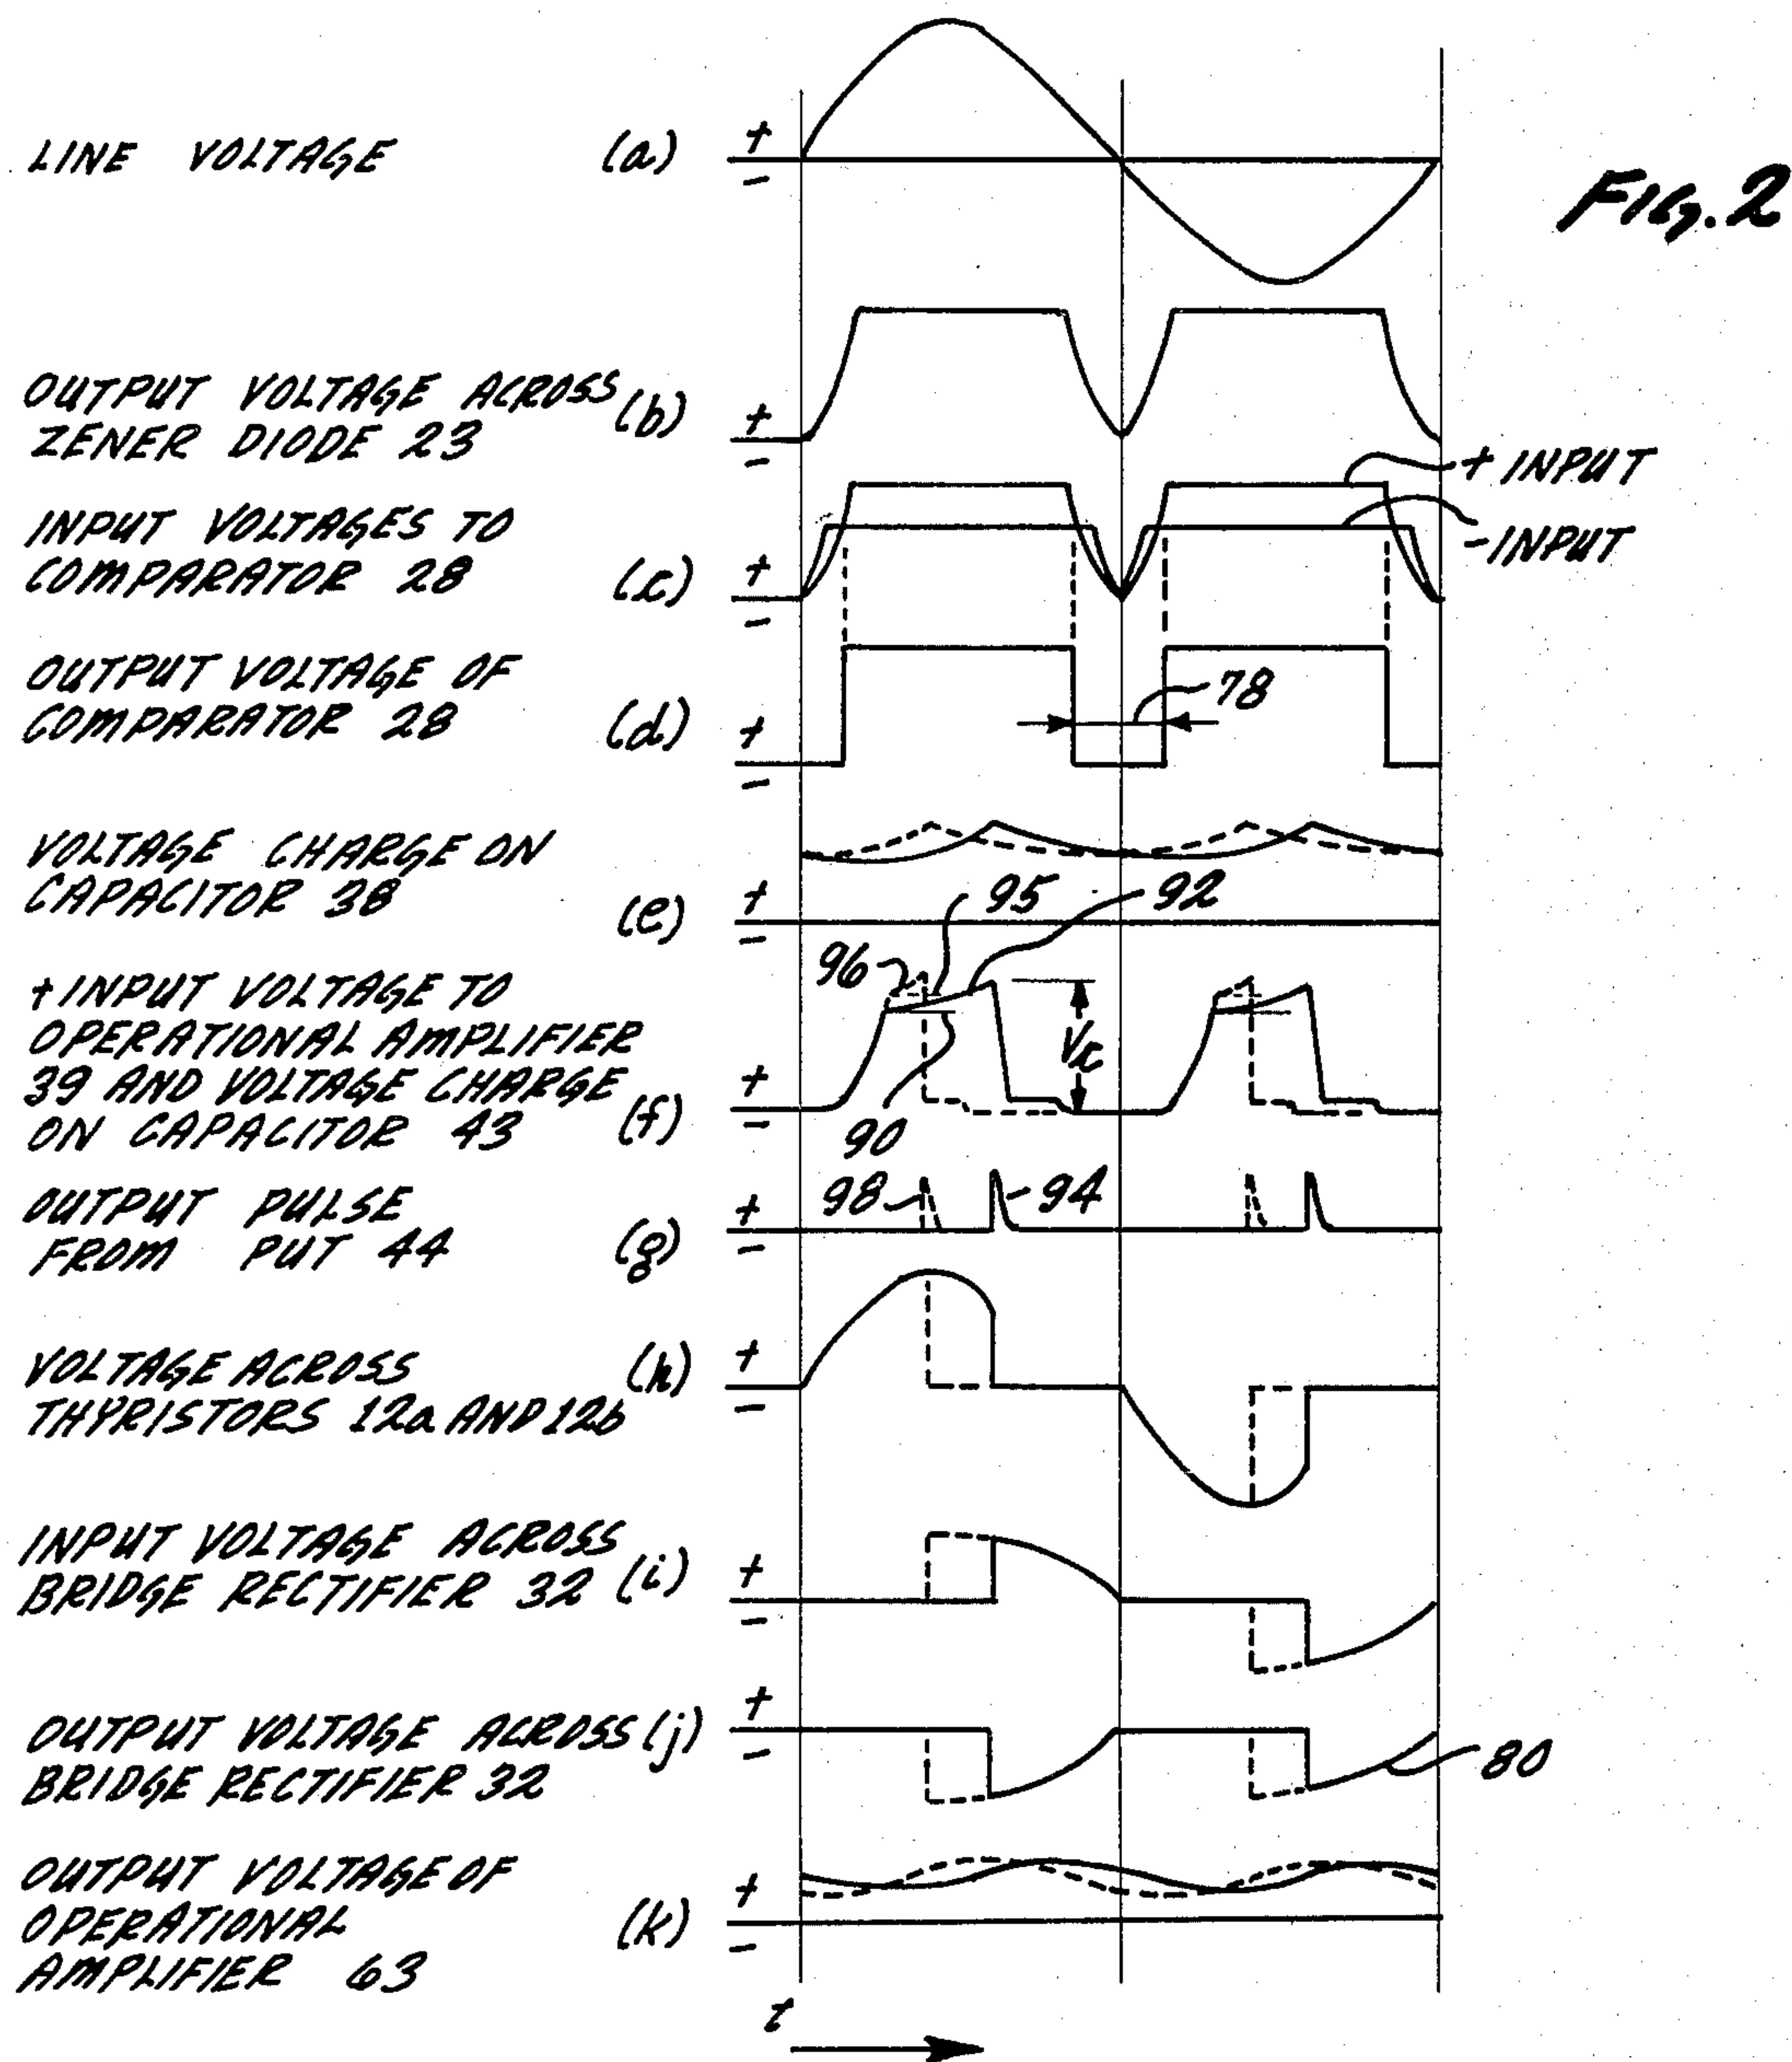 FIG. 2
LINE VOLTAGE (a)
+
-
OUTPUT VOLTAGE ACROSS
ZENER DIODE 23 (b)
+
-
INPUT VOLTAGES TO
COMPARATOR 28 (c)
+
-
+ INPUT
- INPUT
OUTPUT VOLTAGE OF
COMPARATOR 28 (d)
+
-
78
VOLTAGE CHARGE ON
CAPACITOR 38 (e)
+
-
95
92
96
+ INPUT VOLTAGE TO
OPERATIONAL AMPLIFIER
39 AND VOLTAGE CHARGE
ON CAPACITOR 43 (f)
+
-
Vc
90
OUTPUT PULSE
FROM PUT 44 (g)
+
-
98
94
VOLTAGE ACROSS
THYRISTORS 12a AND 12b (h)
+
-
INPUT VOLTAGE ACROSS
BRIDGE RECTIFIER 32 (i)
+
-
OUTPUT VOLTAGE ACROSS (j)
BRIDGE RECTIFIER 32
+
-
80
OUTPUT VOLTAGE OF
OPERATIONAL
AMPLIFIER 63 (k)
+
-
t